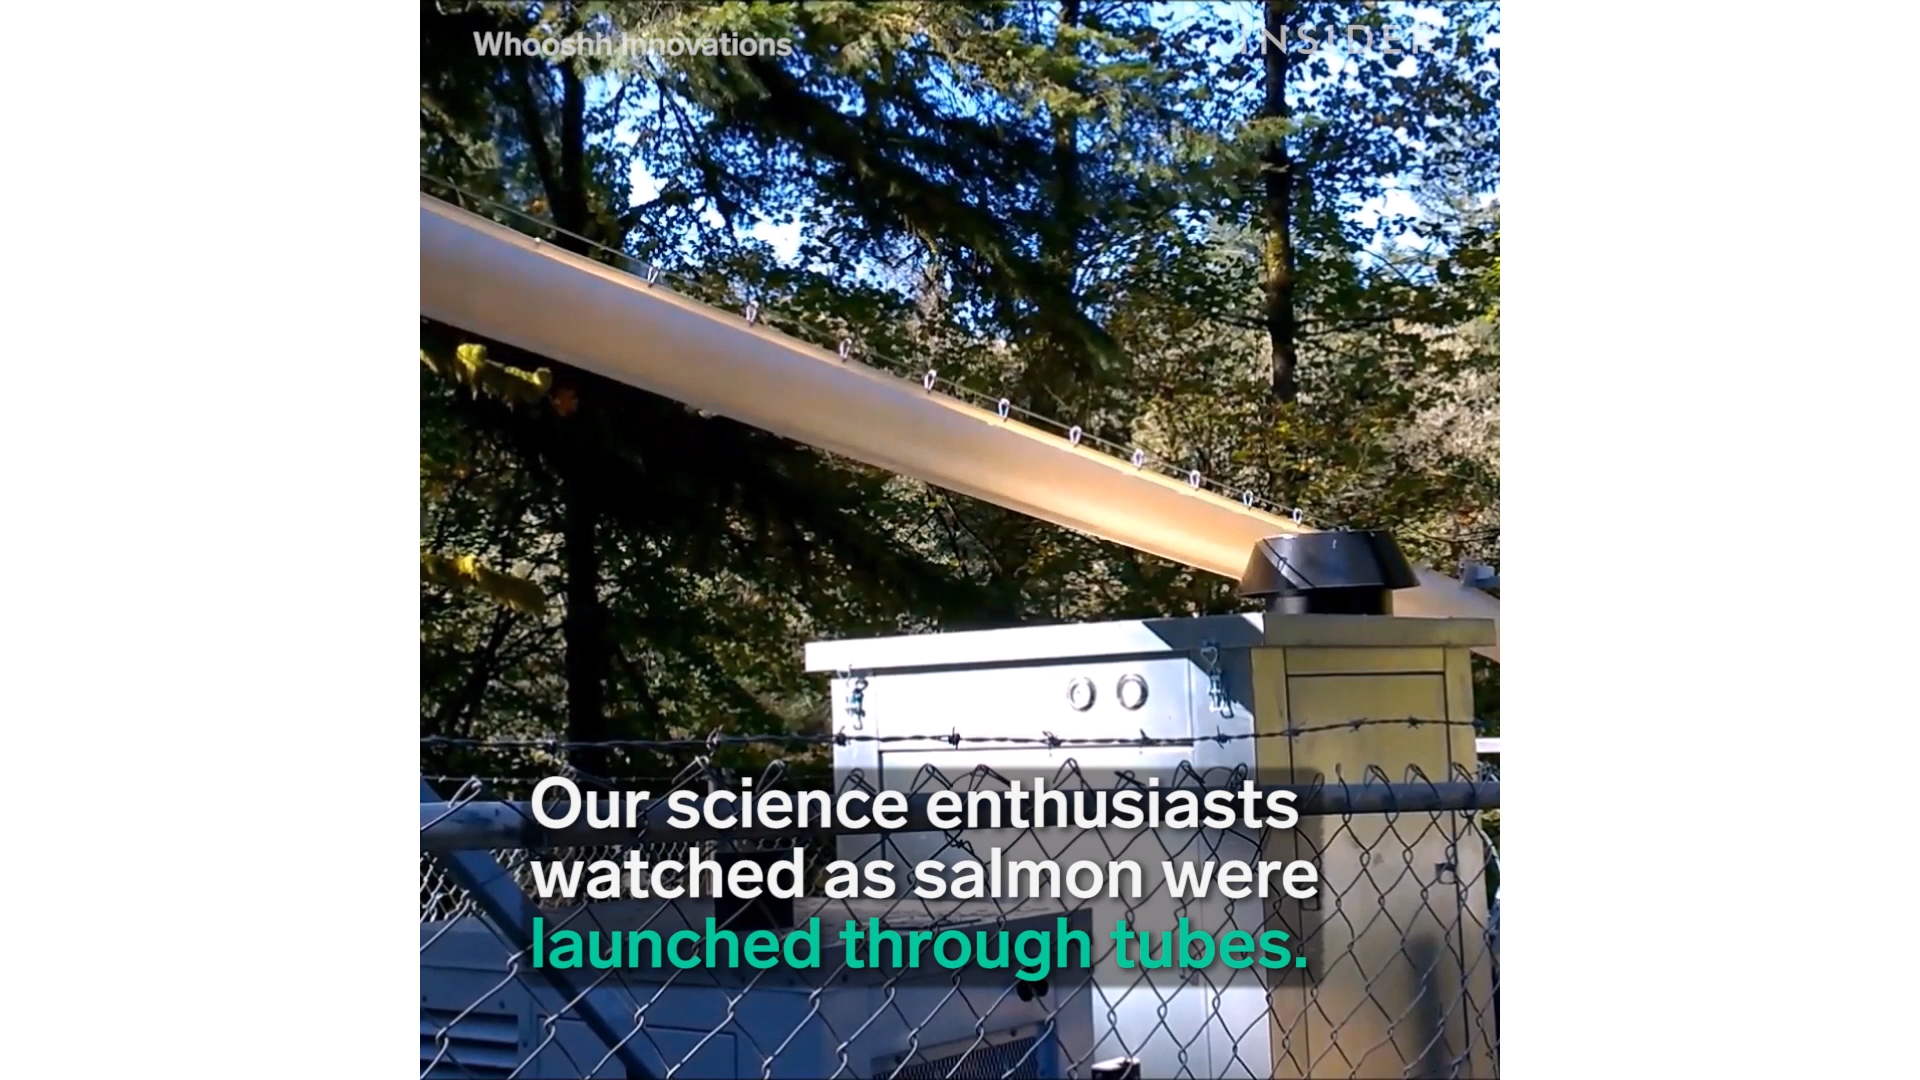 Whooshh Innovations
INSIDER
Our science enthusiasts
watched as salmon were
launched through tubes.